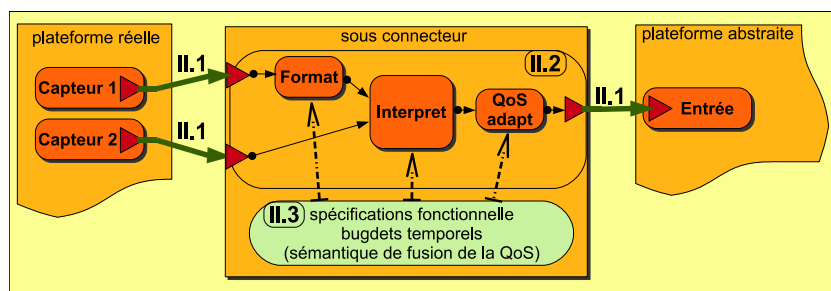 plateforme réelle
sous connecteur
plateforme abstraite
II.1
II.2
Capteur 1
Format
II.1
Interpret
QoS
adapt
Entrée
II.1
Capteur 2
II.3
spécifications fonctionnelle
bugdets temporels
(sémantique de fusion de la QoS)